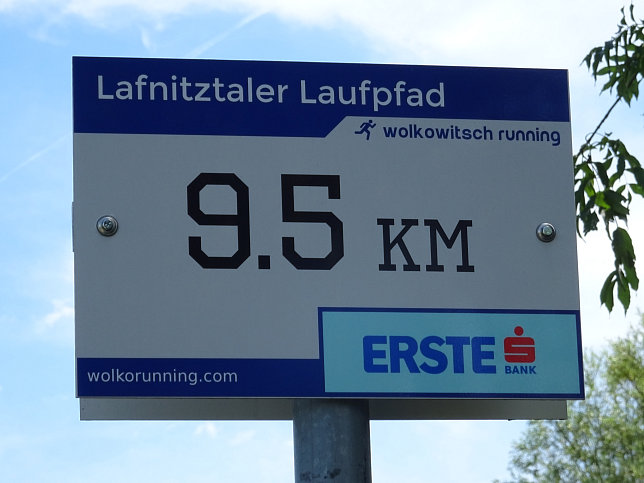 Lafnitztaler Laufpfad
wolkowitsch running
9.5 KM
ERSTE S
BANK
wolkorunning.com